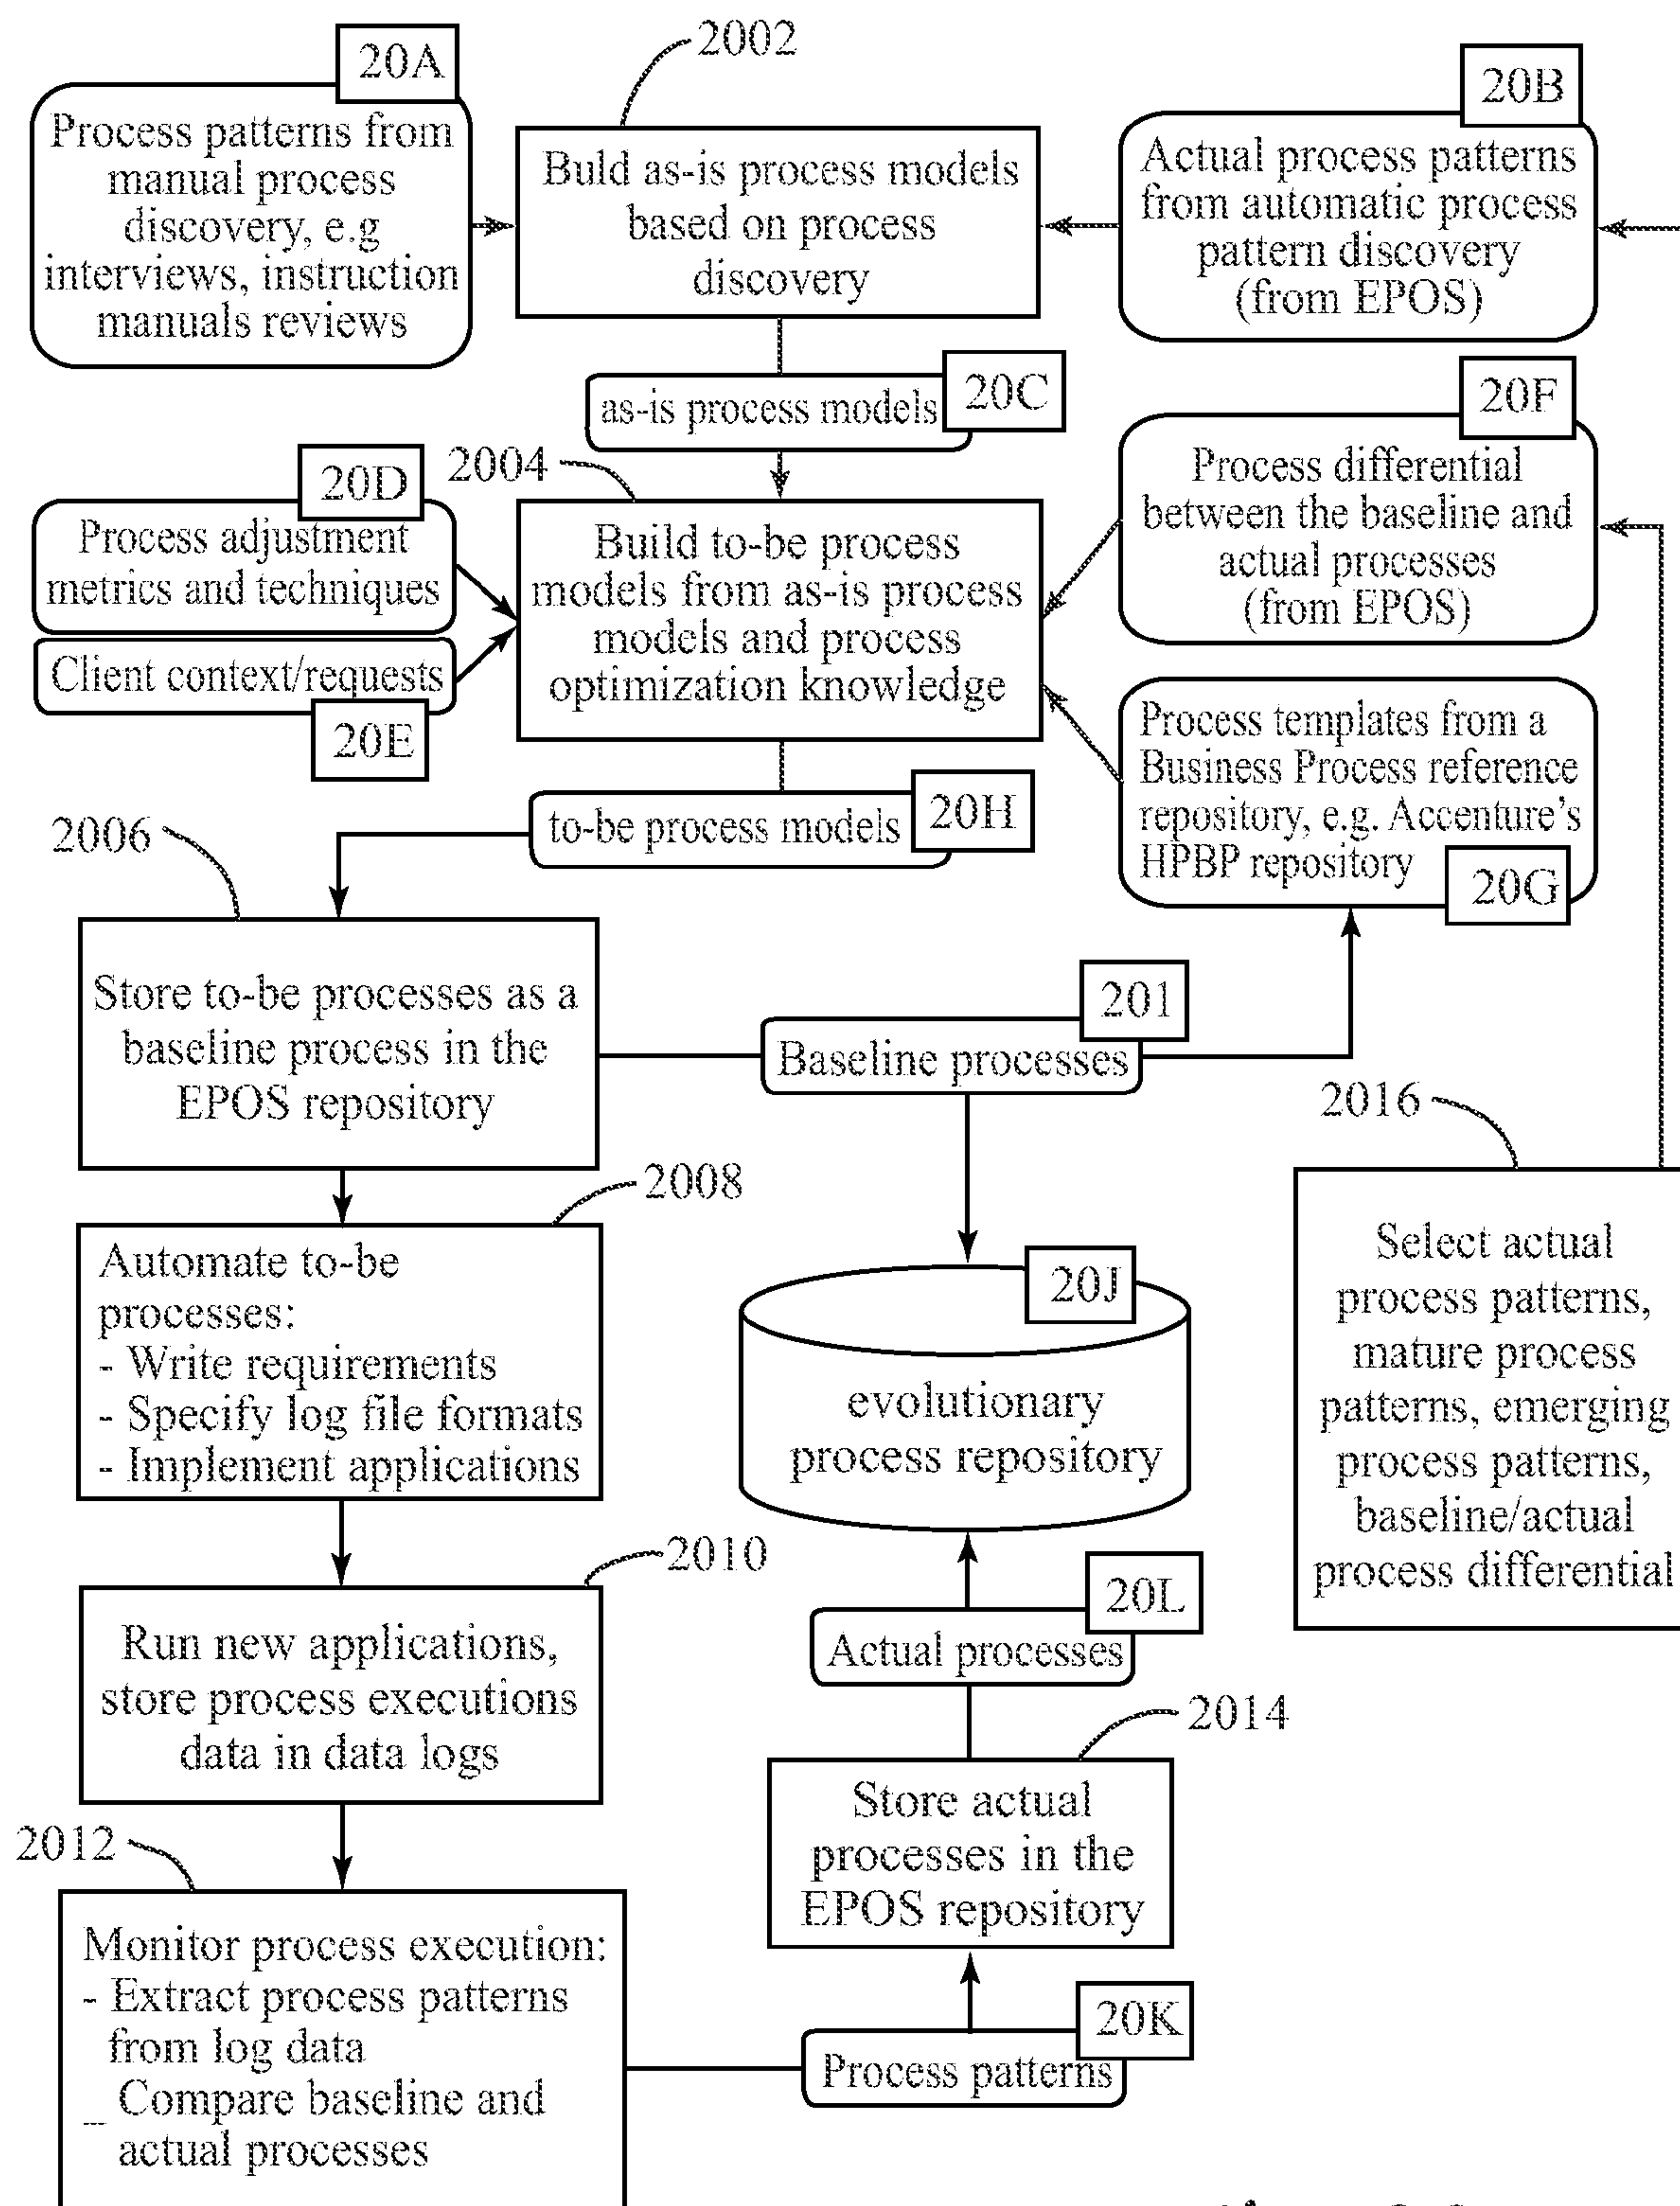 20A
2002
20B
Process patterns from
manual process
discovery, e.g
interviews, instruction
manuals reviews
Buld as-is process models
based on process
discovery
Actual process patterns
from automatic process
pattern discovery
(from EPOS)
as-is process models
20C
20F
20D
2004
Process adjustment
metrics and techniques
Client context/requests
20E
Build to-be process
models from as-is process
models and process
optimization knowledge
Process differential
between the baseline and
actual processes
(from EPOS)
Process templates from a
Business Process reference
repository, e.g. Accenture's
HPBP repository
20G
to-be process models
20H
2006
Store to-be processes as a
baseline process in the
EPOS repository
201
Baseline processes
2016
2008
Automate to-be
processes:
- Write requirements
- Specify log file formats
- Implement applications
20J
evolutionary
process repository
Select actual
process patterns,
mature process
patterns, emerging
process patterns,
baseline/actual
process differential
2010
Run new applications,
store process executions
data in data logs
20L
Actual processes
2014
Store actual
processes in the
EPOS repository
2012
Monitor process execution:
- Extract process patterns
from log data
- Compare baseline and
actual processes
20K
Process patterns